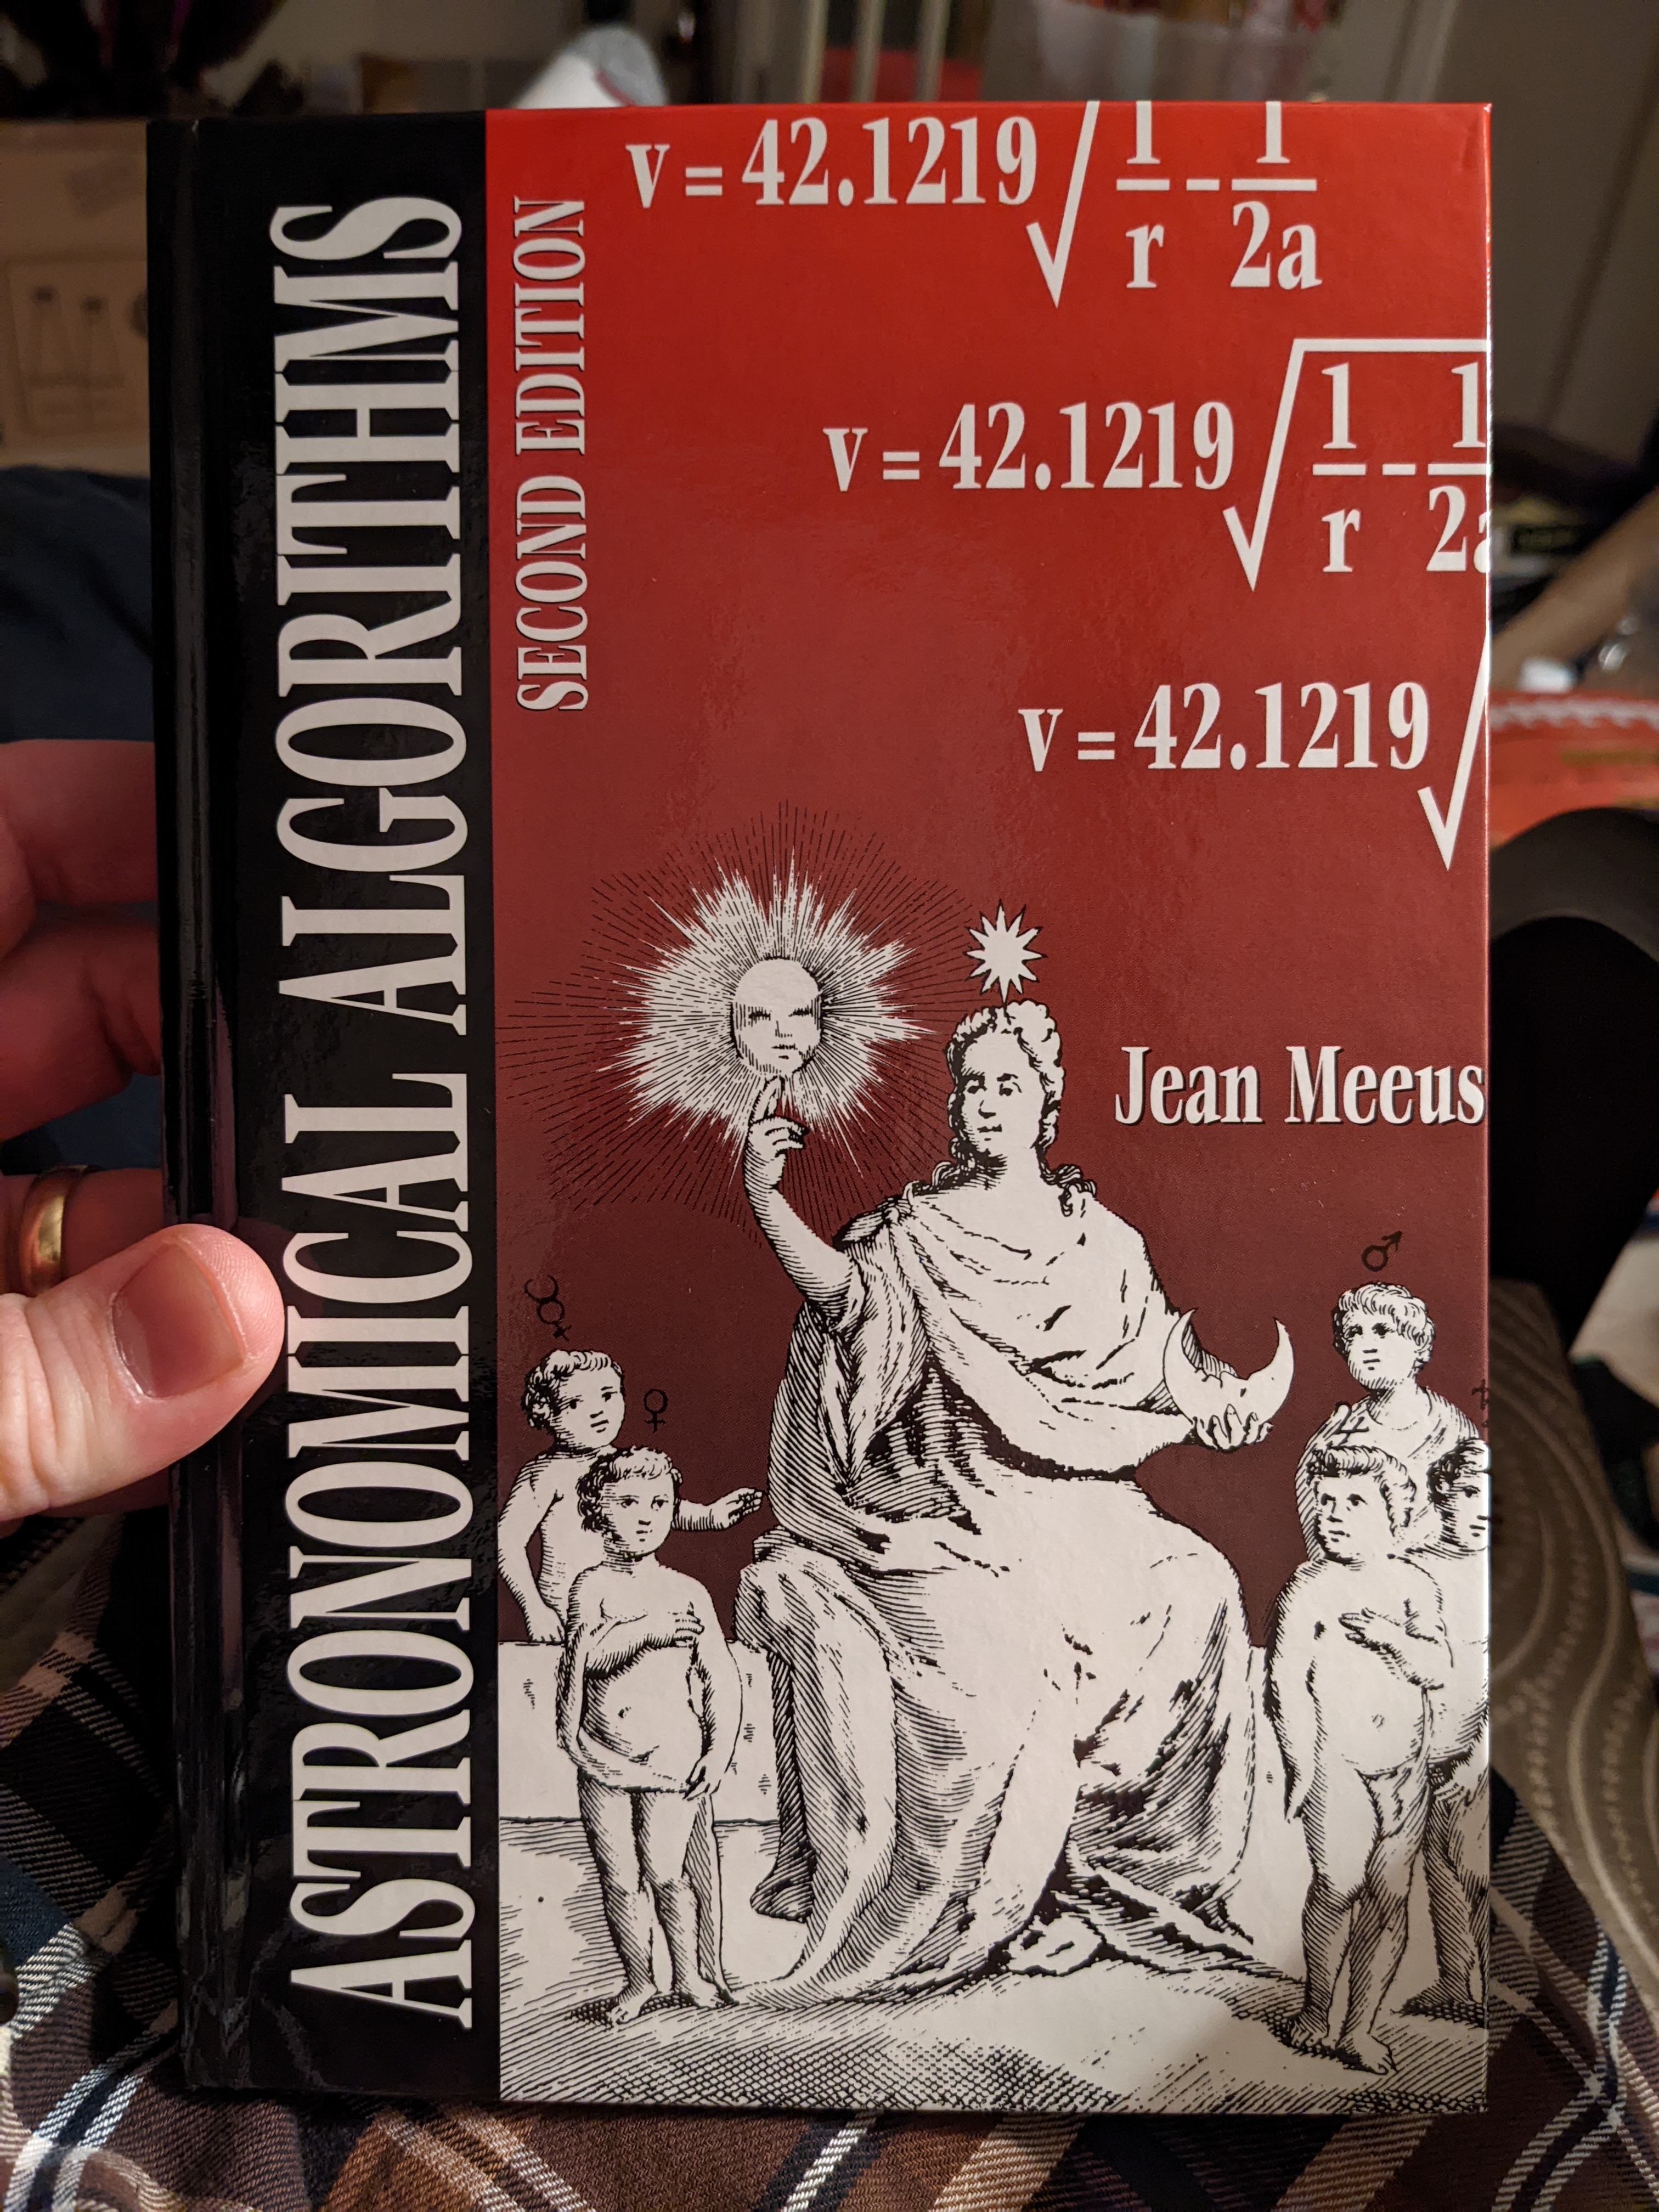 ASTRONOMICAL ALGORITHMS
SECOND EDITION
v = 42.1219 √ 1/r - 1/2a
v = 42.1219 √ 1/r - 1/2a
v = 42.1219 √
Jean Meeus
☿
♀
♂
♃